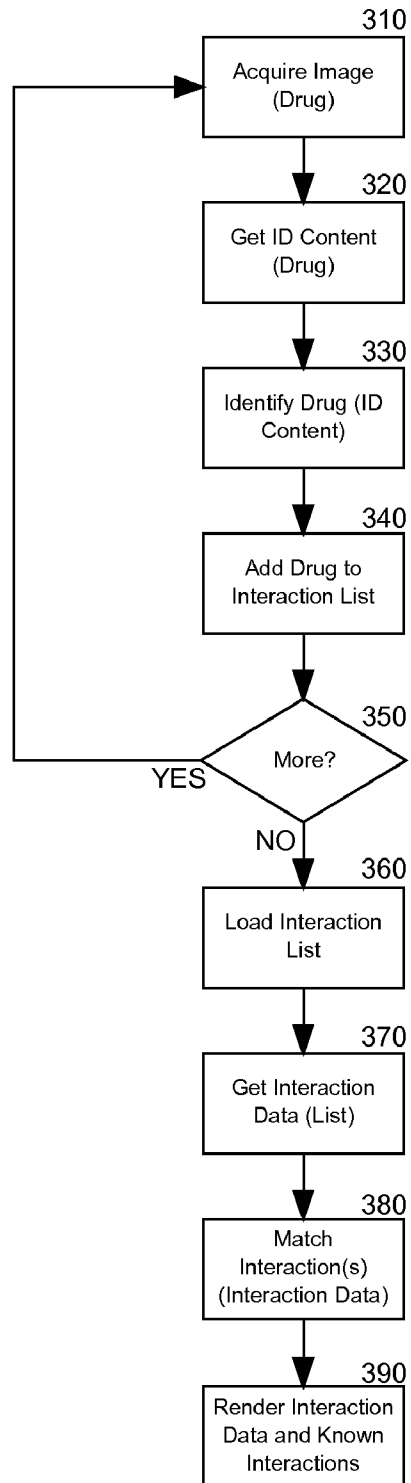 310
Acquire Image
(Drug)
320
Get ID Content
(Drug)
330
Identify Drug (ID
Content)
340
Add Drug to
Interaction List
350
More?
YES
NO
360
Load Interaction
List
370
Get Interaction
Data (List)
380
Match
Interaction(s)
(Interaction Data)
390
Render Interaction
Data and Known
Interactions